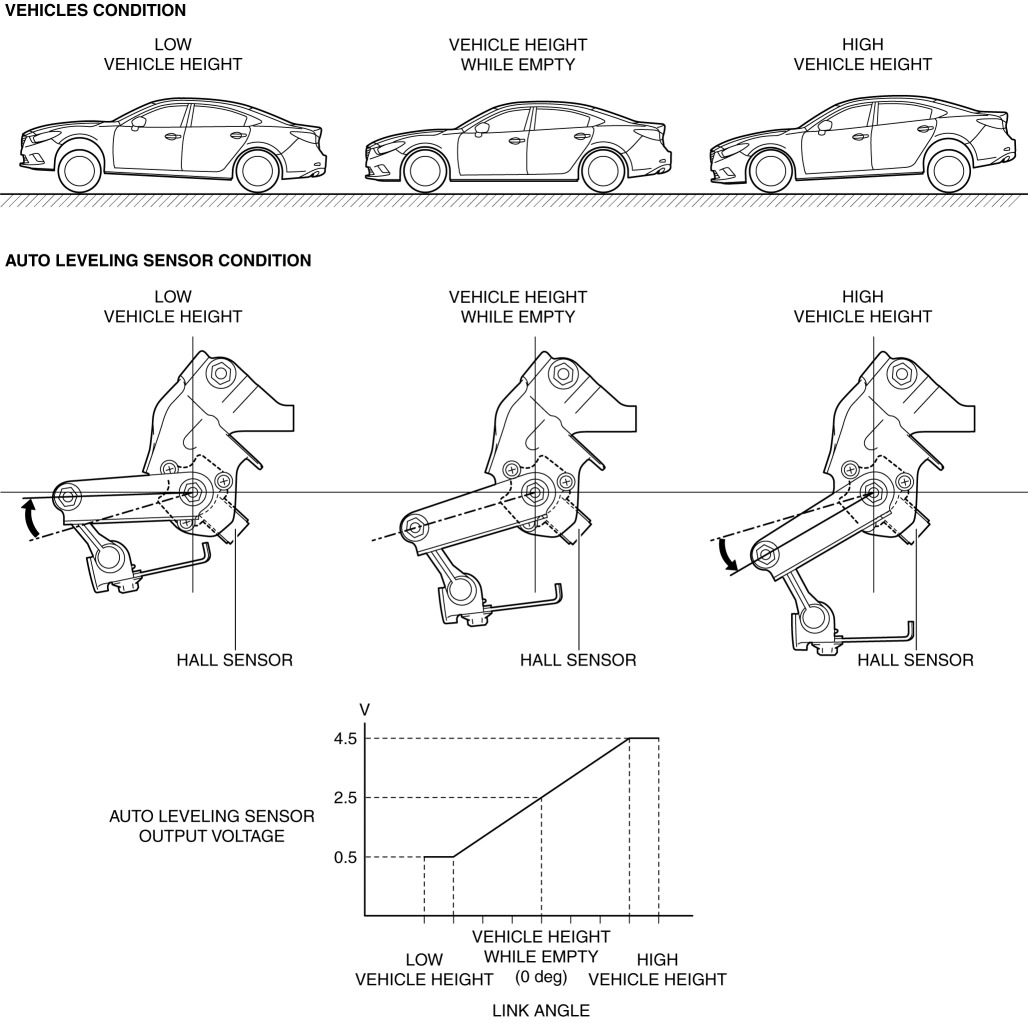 VEHICLES CONDITION
LOW
VEHICLE HEIGHT
VEHICLE HEIGHT
WHILE EMPTY
HIGH
VEHICLE HEIGHT
AUTO LEVELING SENSOR CONDITION
LOW
VEHICLE HEIGHT
VEHICLE HEIGHT
WHILE EMPTY
HIGH
VEHICLE HEIGHT
HALL SENSOR
HALL SENSOR
HALL SENSOR
V
4.5
2.5
0.5
AUTO LEVELING SENSOR
OUTPUT VOLTAGE
LOW
VEHICLE HEIGHT
VEHICLE HEIGHT
WHILE EMPTY
(0 deg)
HIGH
VEHICLE HEIGHT
LINK ANGLE